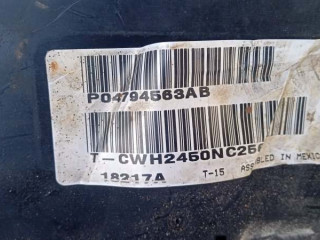 P04794563AB
T-CWH2450NC256
18217A T-15 ASSEMBLED IN MEXICO